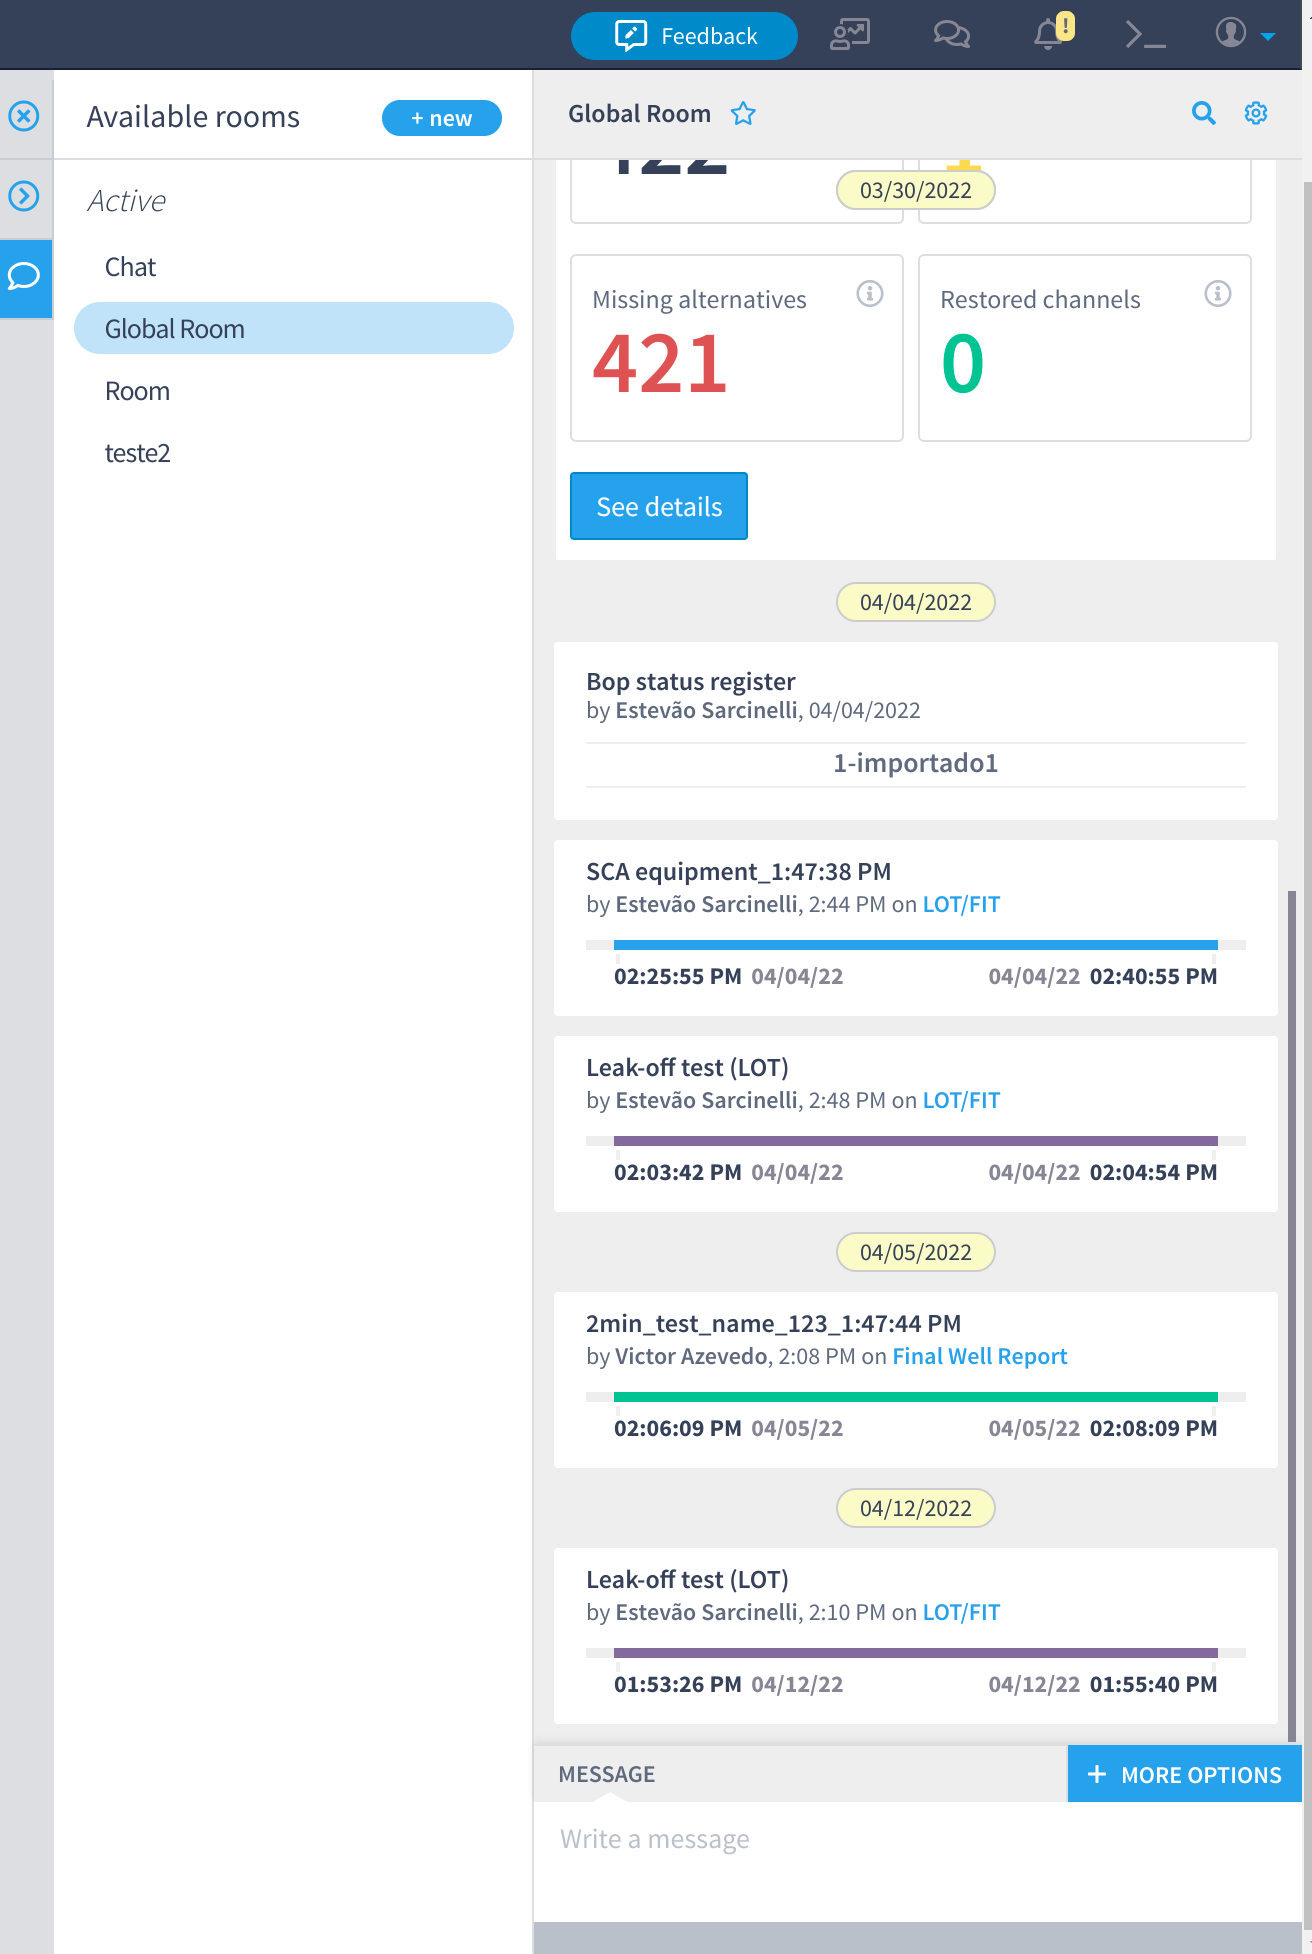 Feedback
!
Available rooms
+ new
Active
Chat
Global Room
Room
teste2
Global Room
03/30/2022
Missing alternatives
421
Restored channels
0
See details
04/04/2022
Bop status register
by Estevão Sarcinelli, 04/04/2022
1-importado1
SCA equipment_1:47:38 PM
by Estevão Sarcinelli, 2:44 PM on LOT/FIT
02:25:55 PM 04/04/22 04/04/22 02:40:55 PM
Leak-off test (LOT)
by Estevão Sarcinelli, 2:48 PM on LOT/FIT
02:03:42 PM 04/04/22 04/04/22 02:04:54 PM
04/05/2022
2min_test_name_123_1:47:44 PM
by Victor Azevedo, 2:08 PM on Final Well Report
02:06:09 PM 04/05/22 04/05/22 02:08:09 PM
04/12/2022
Leak-off test (LOT)
by Estevão Sarcinelli, 2:10 PM on LOT/FIT
01:53:26 PM 04/12/22 04/12/22 01:55:40 PM
MESSAGE
+ MORE OPTIONS
Write a message